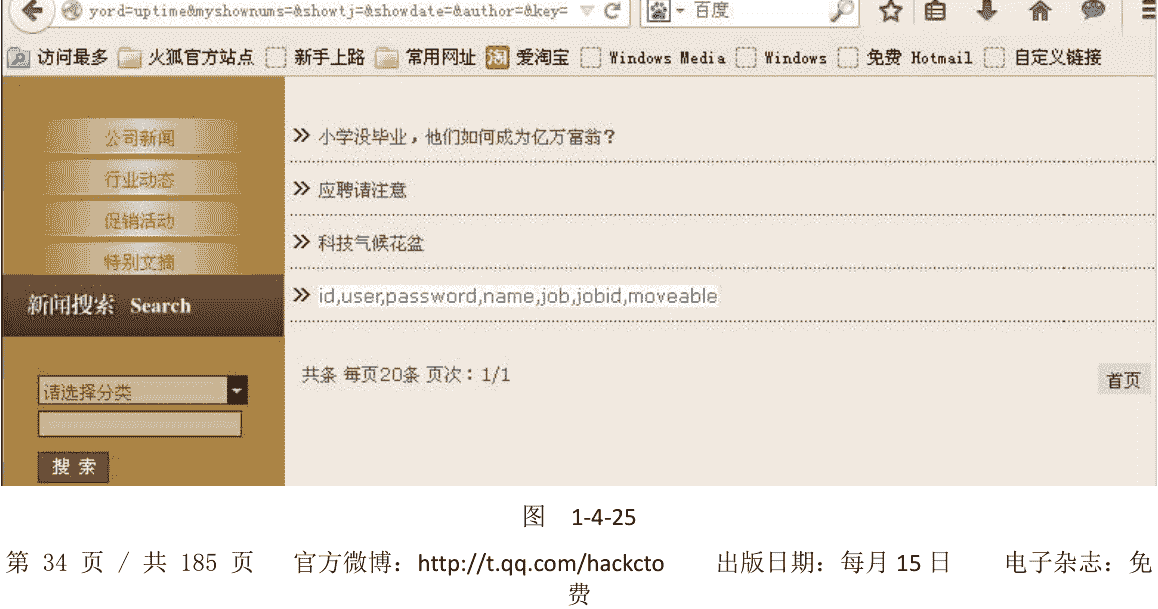 yord=uptime&myshownums=&showtj=&showdate=&author=&key= 百度
访问最多 火狐官方站点 新手上路 常用网址 淘 爱淘宝 Windows Media Windows 免费 Hotmail 自定义链接
公司新闻
行业动态
促销活动
特别文摘
新闻搜索 Search
请选择分类
搜 索
小学没毕业，他们如何成为亿万富翁？
应聘请注意
科技气候花盆
id,user,password,name,job,jobid,moveable
共条 每页20条 页次：1/1
首页
图 1-4-25
第 34 页 / 共 185 页 官方微博：http://t.qq.com/hackcto 出版日期：每月 15 日 电子杂志：免
费